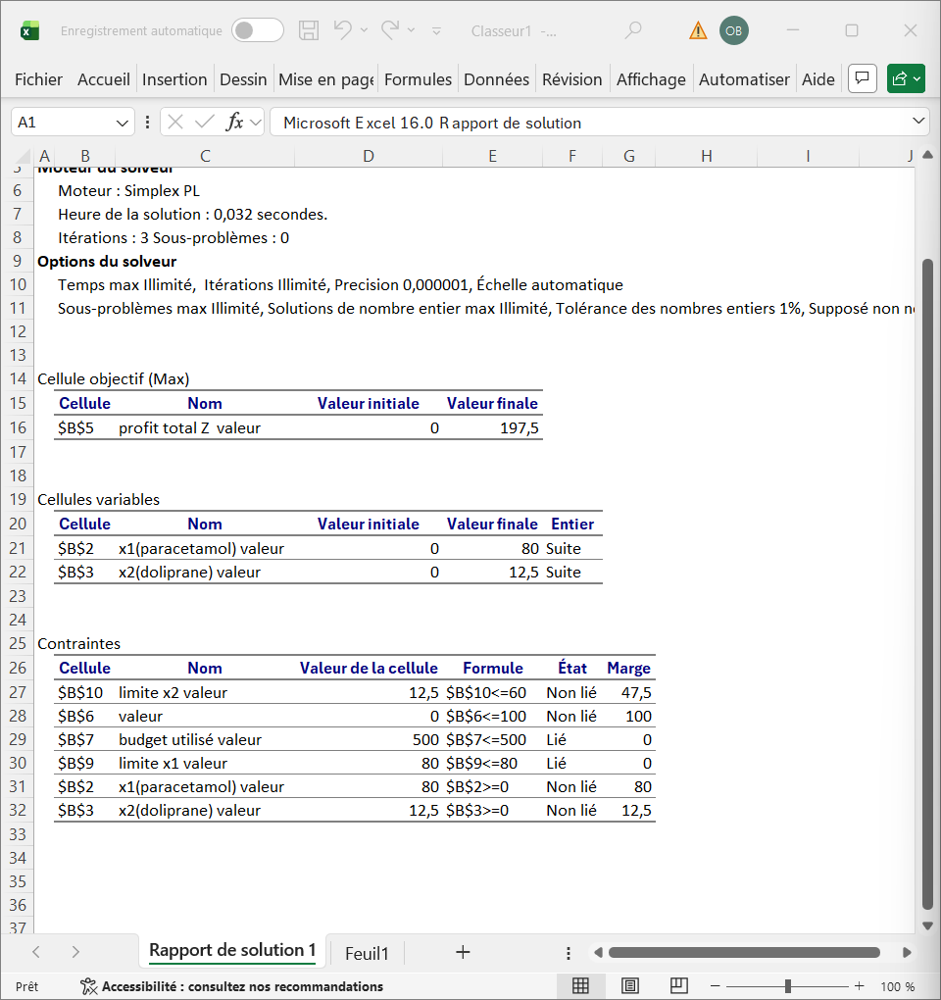 Enregistrement automatique Classeur1 -... OB
Fichier Accueil Insertion Dessin Mise en page Formules Données Révision Affichage Automatiser Aide
A1 fx Microsoft Excel 16.0 Rapport de solution
A B C D E F G H I J
5 Moteur du solveur
6 Moteur : Simplex PL
7 Heure de la solution : 0,032 secondes.
8 Itérations : 3 Sous-problèmes : 0
9 Options du solveur
10 Temps max Illimité, Itérations Illimité, Precision 0,000001, Échelle automatique
11 Sous-problèmes max Illimité, Solutions de nombre entier max Illimité, Tolérance des nombres entiers 1%, Supposé non n
12
13
14 Cellule objectif (Max)
15 Cellule Nom Valeur initiale Valeur finale
16 $B$5 profit total Z valeur 0 197,5
17
18
19 Cellules variables
20 Cellule Nom Valeur initiale Valeur finale Entier
21 $B$2 x1(paracetamol) valeur 0 80 Suite
22 $B$3 x2(doliprane) valeur 0 12,5 Suite
23
24
25 Contraintes
26 Cellule Nom Valeur de la cellule Formule État Marge
27 $B$10 limite x2 valeur 12,5 $B$10<=60 Non lié 47,5
28 $B$6 valeur 0 $B$6<=100 Non lié 100
29 $B$7 budget utilisé valeur 500 $B$7<=500 Lié 0
30 $B$9 limite x1 valeur 80 $B$9<=80 Lié 0
31 $B$2 x1(paracetamol) valeur 80 $B$2>=0 Non lié 80
32 $B$3 x2(doliprane) valeur 12,5 $B$3>=0 Non lié 12,5
33
34
35
36
37
Rapport de solution 1 Feuil1
Prêt Accessibilité : consultez nos recommandations 100 %